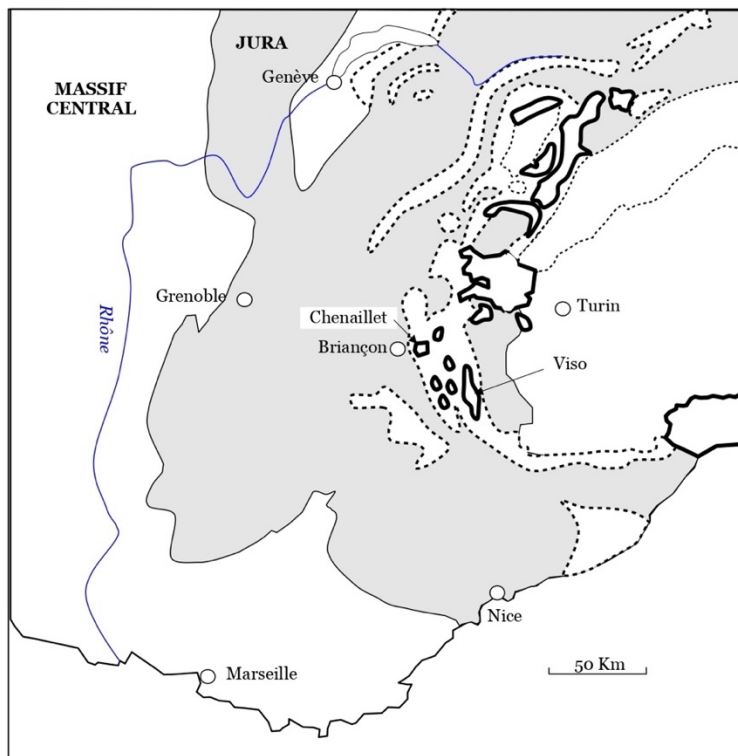 JURA
Genève
MASSIF
CENTRAL
Rhône
Grenoble
Chenaillet
Briançon
Turin
Viso
Nice
Marseille
50 Km